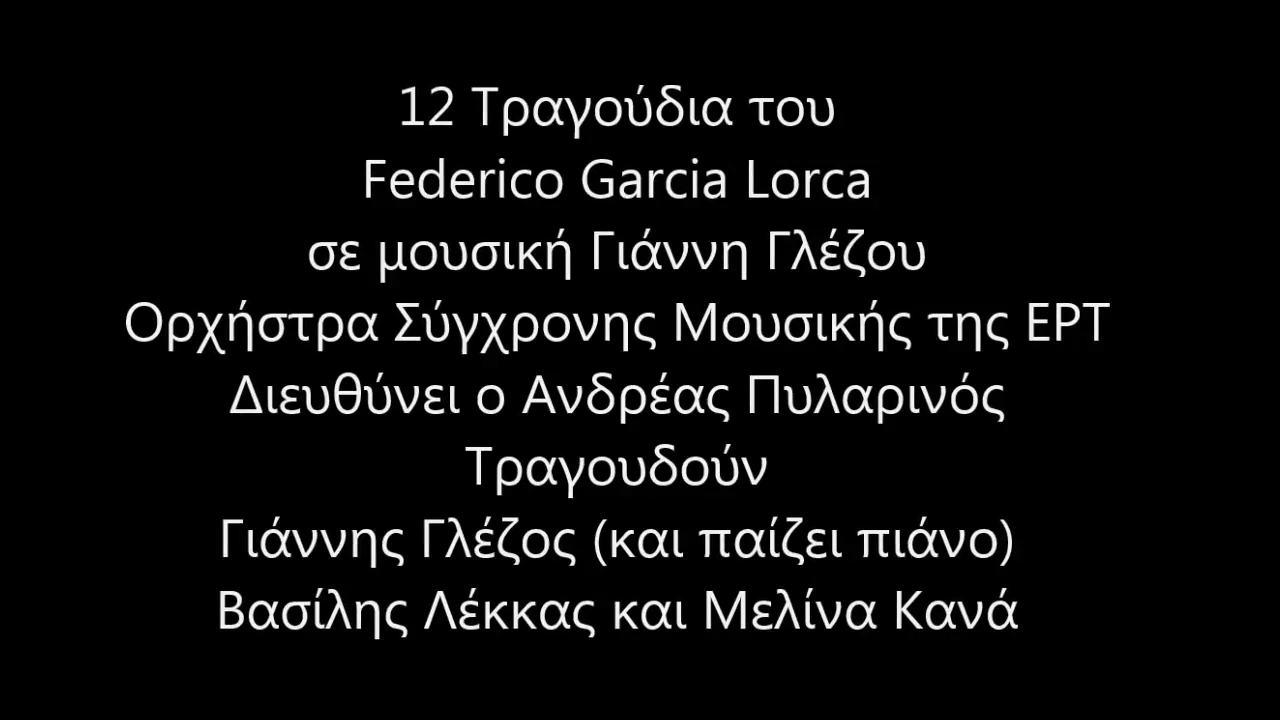 12 Τραγούδια του
Federico Garcia Lorca
σε μουσική Γιάννη Γλέζου
Ορχήστρα Σύγχρονης Μουσικής της ΕΡΤ
Διευθύνει ο Ανδρέας Πυλαρινός
Τραγουδούν
Γιάννης Γλέζος (και παίζει πιάνο)
Βασίλης Λέκκας και Μελίνα Κανά